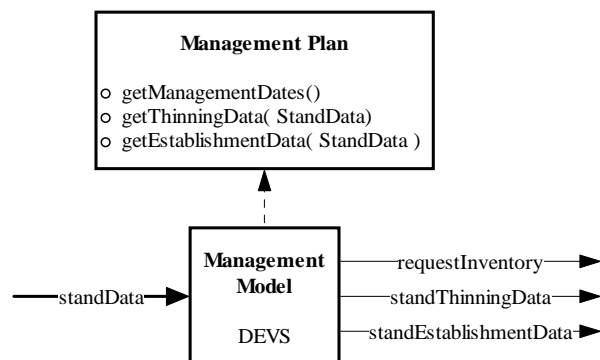 Management Plan
getManagementDates()
getThinningData( StandData)
getEstablishmentData( StandData )
standData
Management
Model
DEVS
requestInventory
standThinningData
standEstablishmentData